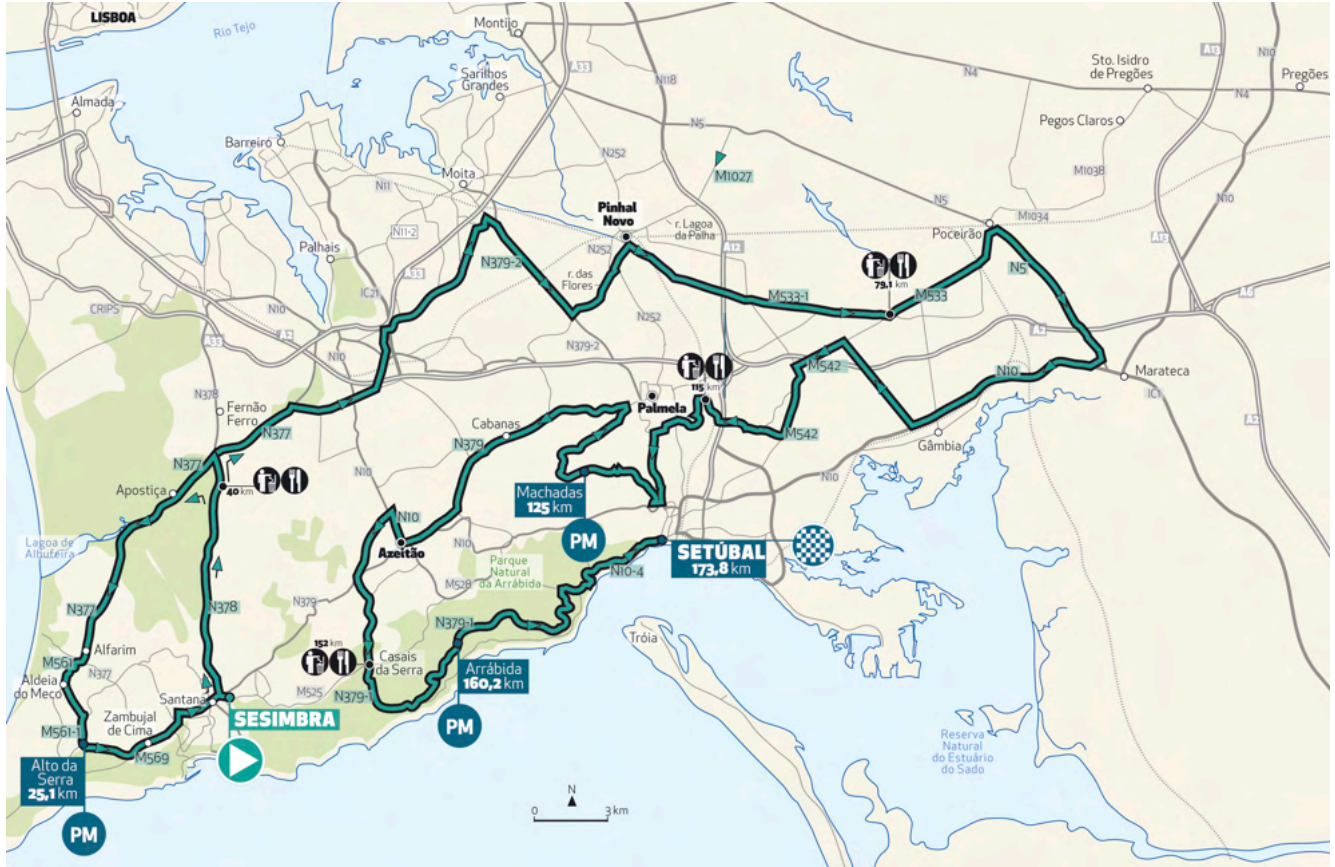 LISBOA
Rio Tejo
Montijo
A33
A13
N10
Sarilhos
Grandes
N118
N4
Sto. Isidro
de Pregões
Pregões
N4
Almada
Pegos Claros
N5
Barreiro
N252
M1027
M1038
Moita
N11
Pinhal
Novo
N5
M1034
N10
Palhais
N11-2
r. Lagoa
da Palha
Poceirão
A12
A13
N379-2
N252
A33
r. das
Flores
79,1 km
N5
IC21
M533-1
M533
A6
CRIPS
N10
A2
A33
N252
A2
N10
N379-2
M542
N10
115 km
Marateca
N378
IC1
Palmela
A2
Fernão
Ferro
N377
Cabanas
N379
M542
Gâmbia
N377
N10
N10
40 km
Apostiça
Machadas
125 km
PM
N10
Azeitão
N10
Lagoa de
Albufeira
SETÚBAL
173,8 km
Parque
Natural
da Arrábida
M528
N10-4
N377
N378
N379
N379-1
Tróia
152 km
Casais
da Serra
Alfarim
M561
N377
Aldeia
do Meco
Arrábida
160,2 km
PM
M525
N379-1
Santana
SESIMBRA
Zambujal
de Cima
M561-1
M569
Reserva
Natural
do Estuário
do Sado
Alto da
Serra
25,1 km
PM
N
0 3 km